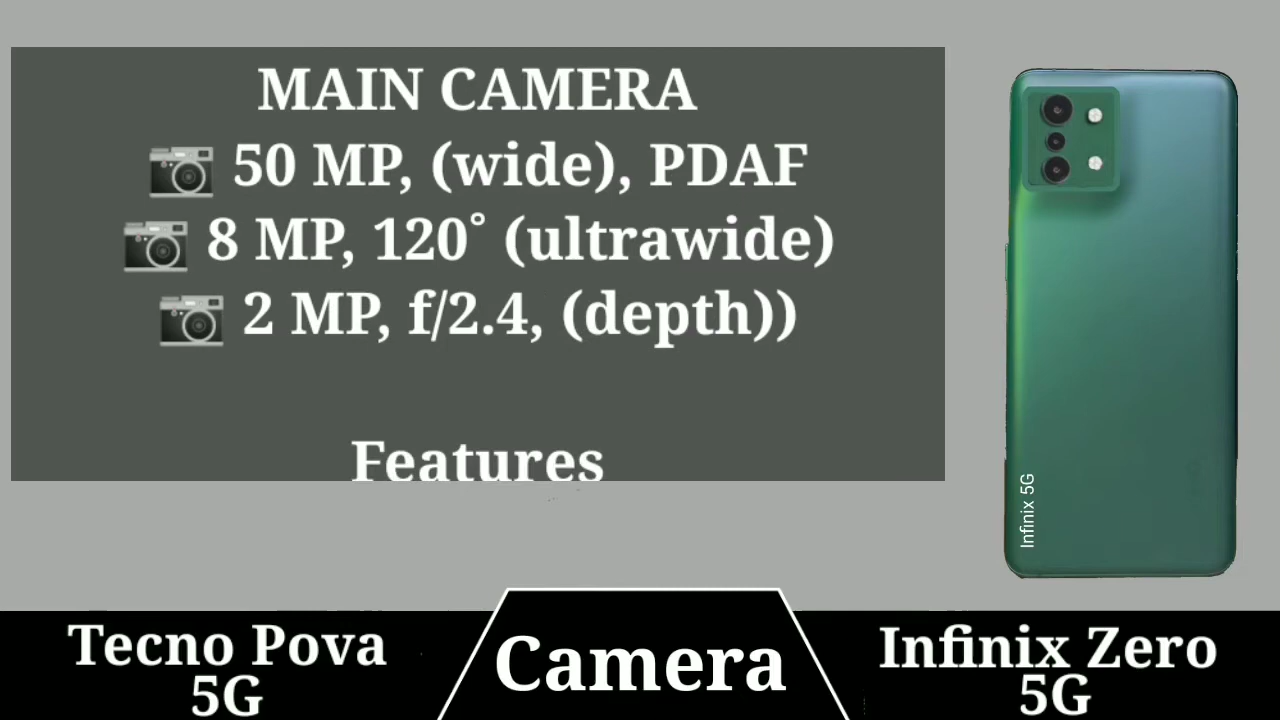 MAIN CAMERA
50 MP, (wide), PDAF
8 MP, 120° (ultrawide)
2 MP, f/2.4, (depth))
Features
Infinix 5G
Tecno Pova
5G
Camera
Infinix Zero
5G